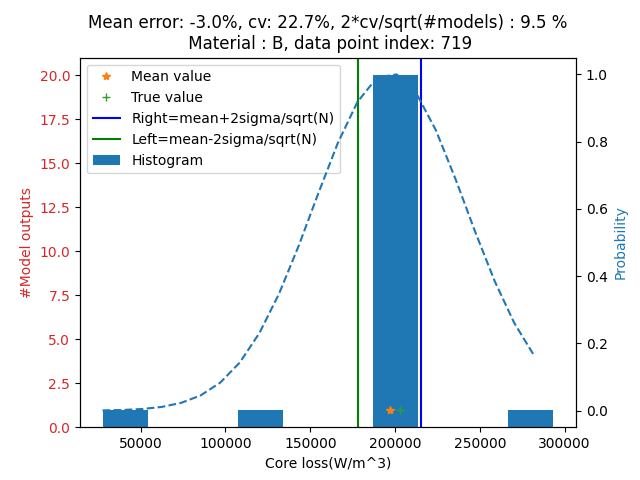 Mean error: -3.0%, cv: 22.7%, 2*cv/sqrt(#models) : 9.5 %
Material : B, data point index: 719
Mean value
True value
Right=mean+2sigma/sqrt(N)
Left=mean-2sigma/sqrt(N)
Histogram
20.0
17.5
15.0
12.5
10.0
7.5
5.0
2.5
0.0
#Model outputs
1.0
0.8
0.6
0.4
0.2
0.0
Probability
50000 100000 150000 200000 250000 300000
Core loss(W/m^3)